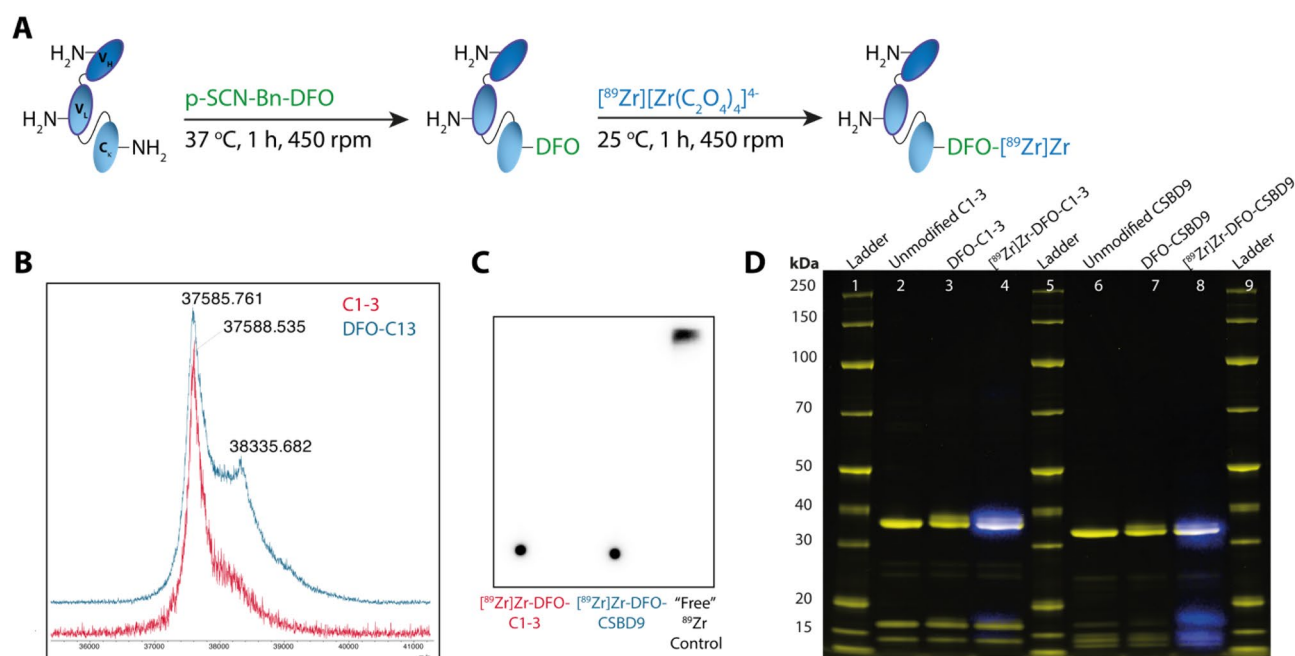 A
H₂N
V_H
H₂N
V_L
C_K
NH₂
p-SCN-Bn-DFO
37 °C, 1 h, 450 rpm
H₂N
H₂N
DFO
[⁸⁹Zr][Zr(C₂O₄)₄]⁴⁻
25 °C, 1 h, 450 rpm
H₂N
H₂N
DFO-[⁸⁹Zr]Zr
B
37585.761
37588.535
38335.682
C1-3
DFO-C13
36000 37000 38000 39000 40000 41000
C
[⁸⁹Zr]Zr-DFO-
C1-3
[⁸⁹Zr]Zr-DFO-
CSBD9
“Free”
⁸⁹Zr
Control
D
kDa
Ladder
Unmodified C1-3
DFO-C1-3
[⁸⁹Zr]Zr-DFO-C1-3
Ladder
Unmodified CSBD9
DFO-CSBD9
[⁸⁹Zr]Zr-DFO-CSBD9
Ladder
1 2 3 4 5 6 7 8 9
250
150
100
70
50
40
30
20
15